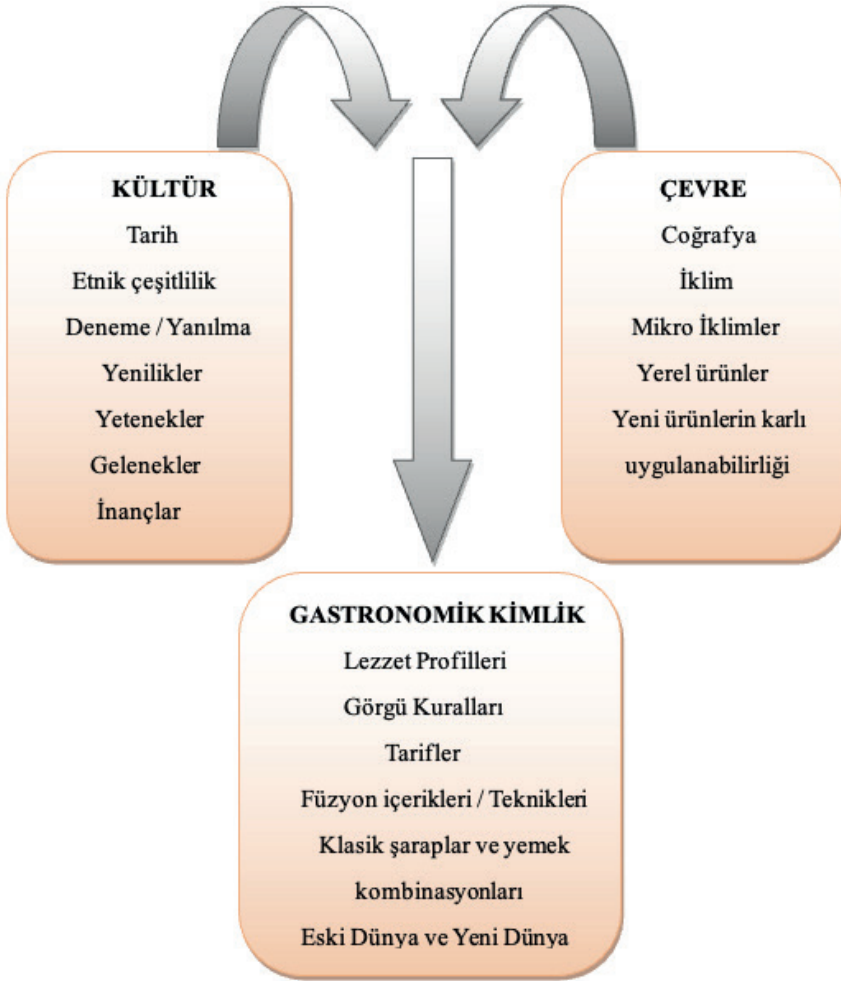 KÜLTÜR
Tarih
Etnik çeşitlilik
Deneme / Yanılma
Yenilikler
Yetenekler
Gelenekler
İnançlar
ÇEVRE
Coğrafya
İklim
Mikro İklimler
Yerel ürünler
Yeni ürünlerin karlı
uygulanabilirliği
GASTRONOMİK KİMLİK
Lezzet Profilleri
Görgü Kuralları
Tarifler
Füzyon içerikleri / Teknikleri
Klasik şaraplar ve yemek
kombinasyonları
Eski Dünya ve Yeni Dünya